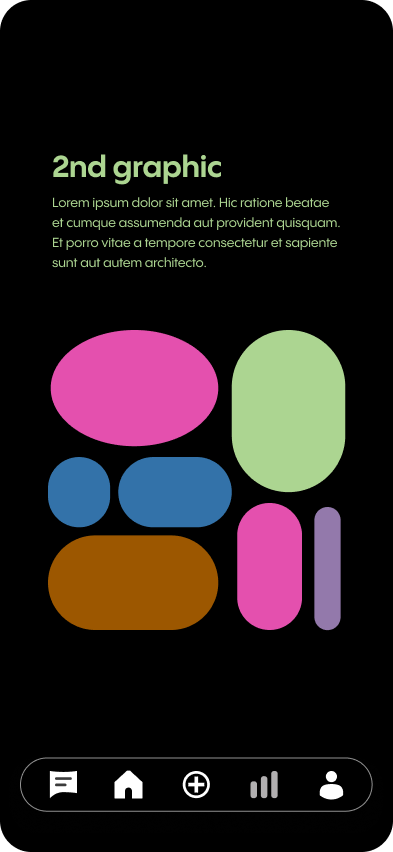 2nd graphic
Lorem ipsum dolor sit amet. Hic ratione beatae
et cumque assumenda aut provident quisquam.
Et porro vitae a tempore consectetur et sapiente
sunt aut autem architecto.